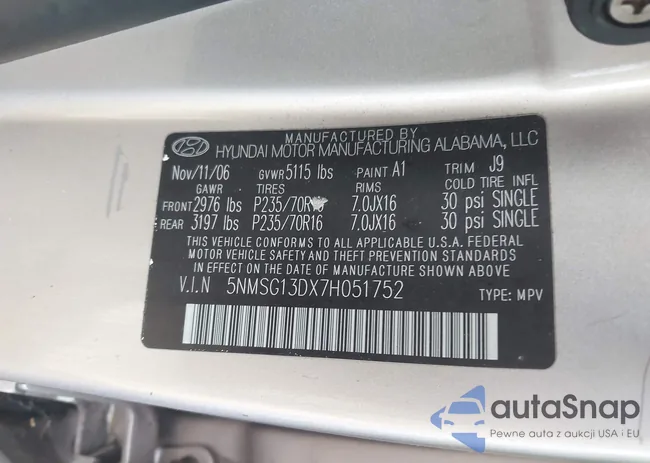 MANUFACTURED BY
HYUNDAI MOTOR MANUFACTURING ALABAMA, LLC
Nov/11/06 GVWR 5115 lbs PAINT A1 TRIM J9
GAWR TIRES RIMS COLD TIRE INFL
FRONT 2976 lbs 7.0JX16 30 psi SINGLE
REAR 3197 lbs P235/70R16 7.0JX16 30 psi SINGLE
THIS VEHICLE CONFORMS TO ALL APPLICABLE U.S.A. FEDERAL
MOTOR VEHICLE SAFETY AND THEFT PREVENTION STANDARDS
IN EFFECT ON THE DATE OF MANUFACTURE SHOWN ABOVE.
V.I.N 5NMSG13DX7H051752 TYPE: MPV
autaSnap
Pewne auta z aukcji USA i EU